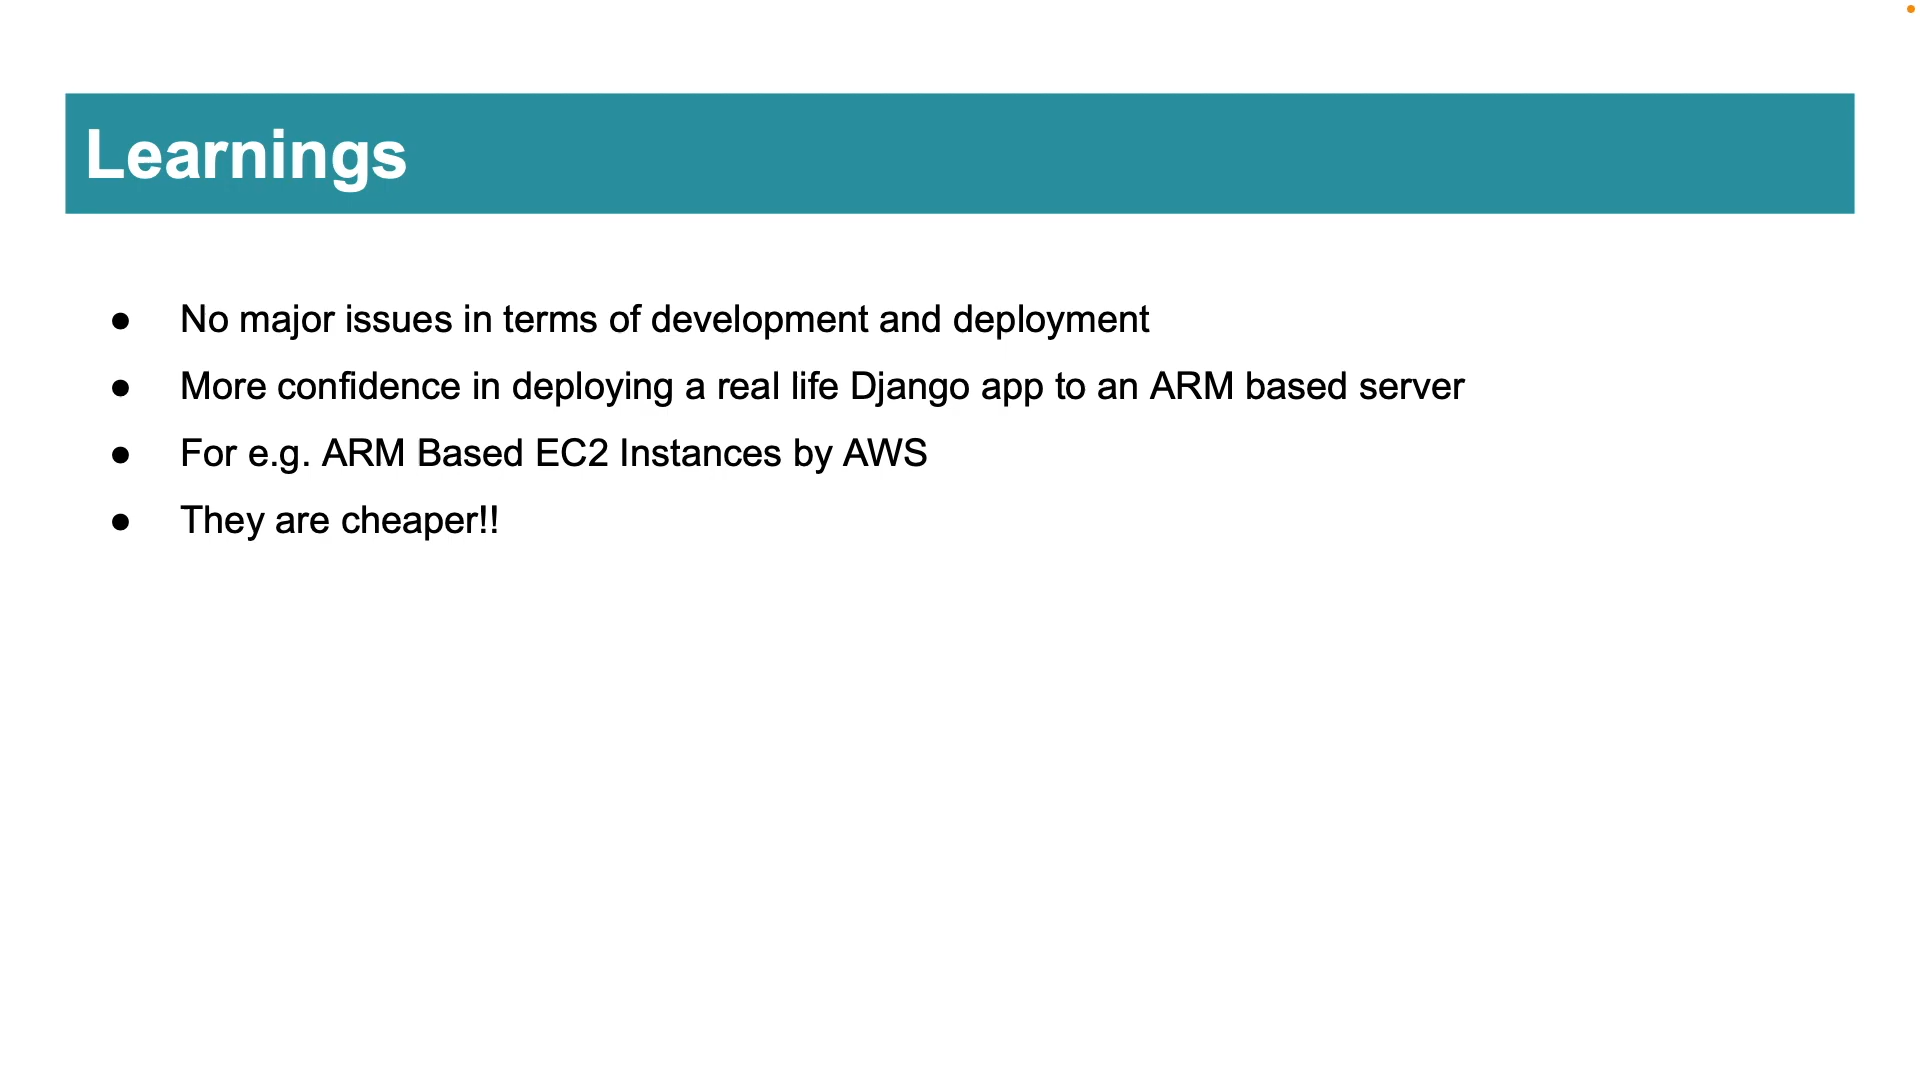 Learnings
● No major issues in terms of development and deployment
● More confidence in deploying a real life Django app to an ARM based server
● For e.g. ARM Based EC2 Instances by AWS
● They are cheaper!!